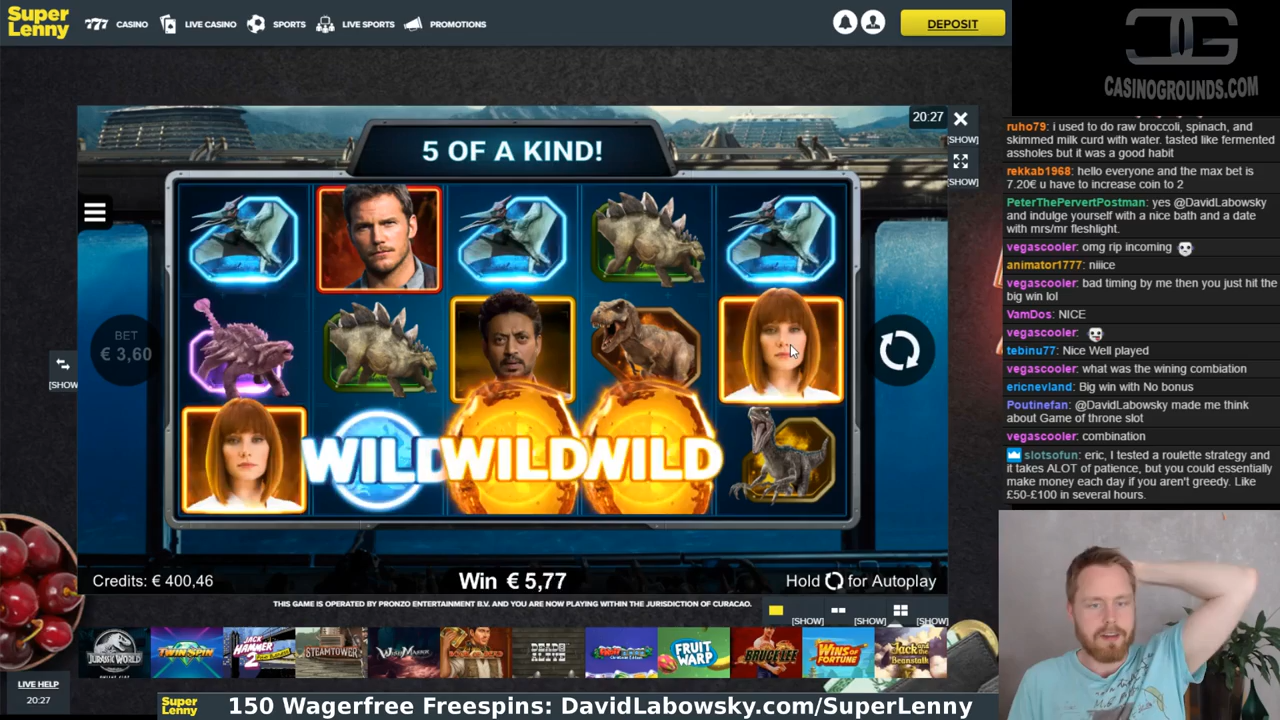 Super
Lenny
777 CASINO
LIVE CASINO
SPORTS
LIVE SPORTS
PROMOTIONS
DEPOSIT
CASINOGROUNDS.COM
20:27
[SHOW]
[SHOW]
5 OF A KIND!
BET
€ 3,60
[SHOW
WILD WILD WILD
Credits: € 400,46
Win € 5,77
Hold for Autoplay
THIS GAME IS OPERATED BY PRONZO ENTERTAINMENT B.V. AND YOU ARE NOW PLAYING WITHIN THE JURISDICTION OF CURACAO.
[SHOW]
[SHOW]
[SHOW]
JURASSIC WORLD
TWIN SPIN
JACK HAMMER 2
STEAMTOWER
DEAD OR ALIVE
FRUIT WARP
BRUCE LEE
WINS OF FORTUNE
Jack and the Beanstalk
LIVE HELP
20:27
Super
Lenny
150 Wagerfree Freespins: DavidLabowsky.com/SuperLenny
ruho79: i used to do raw broccoli, spinach, and
skimmed milk curd with water. tasted like fermented
assholes but it was a good habit
rekkab1968: hello everyone and the max bet is
7.20€ u have to increase coin to 2
PeterThePervertPostman: yes @DavidLabowsky
and indulge yourself with a nice bath and a date
with mrs/mr fleshlight.
vegascooler: omg rip incoming
animator1777: niiice
vegascooler: bad timing by me then you just hit the
big win lol
VamDos: NICE
vegascooler:
tebinu77: Nice Well played
vegascooler: what was the wining combiation
ericnevland: Big win with No bonus
Poutinefan: @DavidLabowsky made me think
about Game of throne slot
vegascooler: combination
slotsofun: eric, I tested a roulette strategy and
it takes ALOT of patience, but you could essentially
make money each day if you aren't greedy. Like
£50-£100 in several hours.